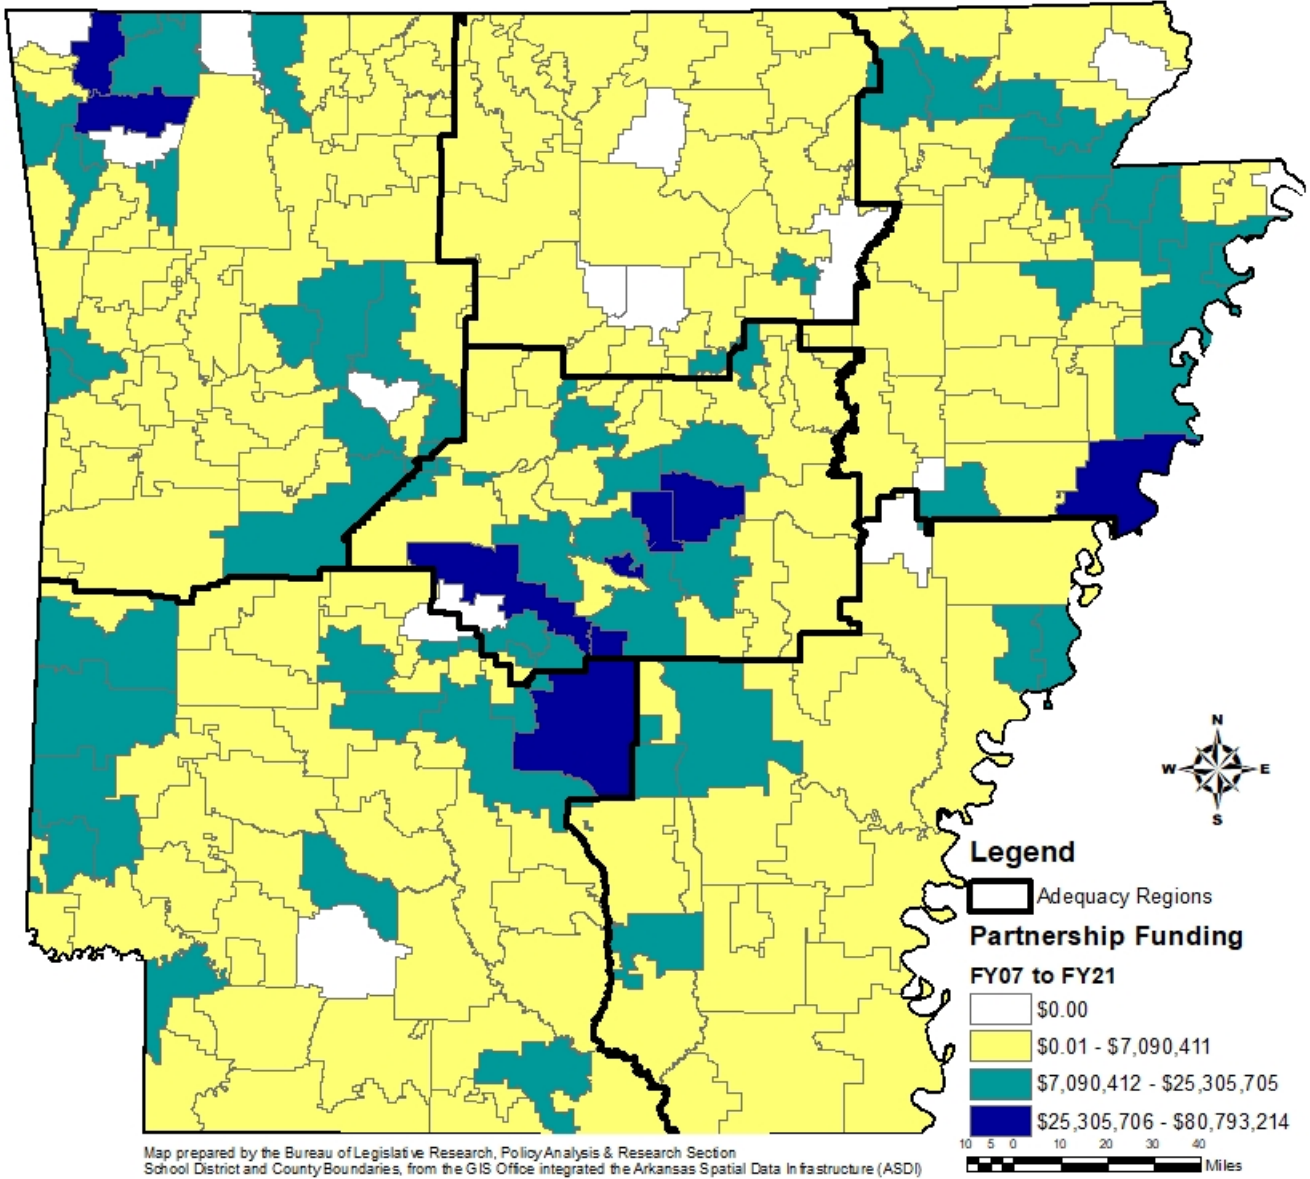 N
W E
S
Legend
Adequacy Regions
Partnership Funding
FY07 to FY21
$0.00
$0.01 - $7,090,411
$7,090,412 - $25,305,705
$25,305,706 - $80,793,214
10 5 0 10 20 30 40
Miles
Map prepared by the Bureau of Legislative Research, Policy Analysis & Research Section
School District and County Boundaries, from the GIS Office integrated the Arkansas Spatial Data Infrastructure (ASDI)